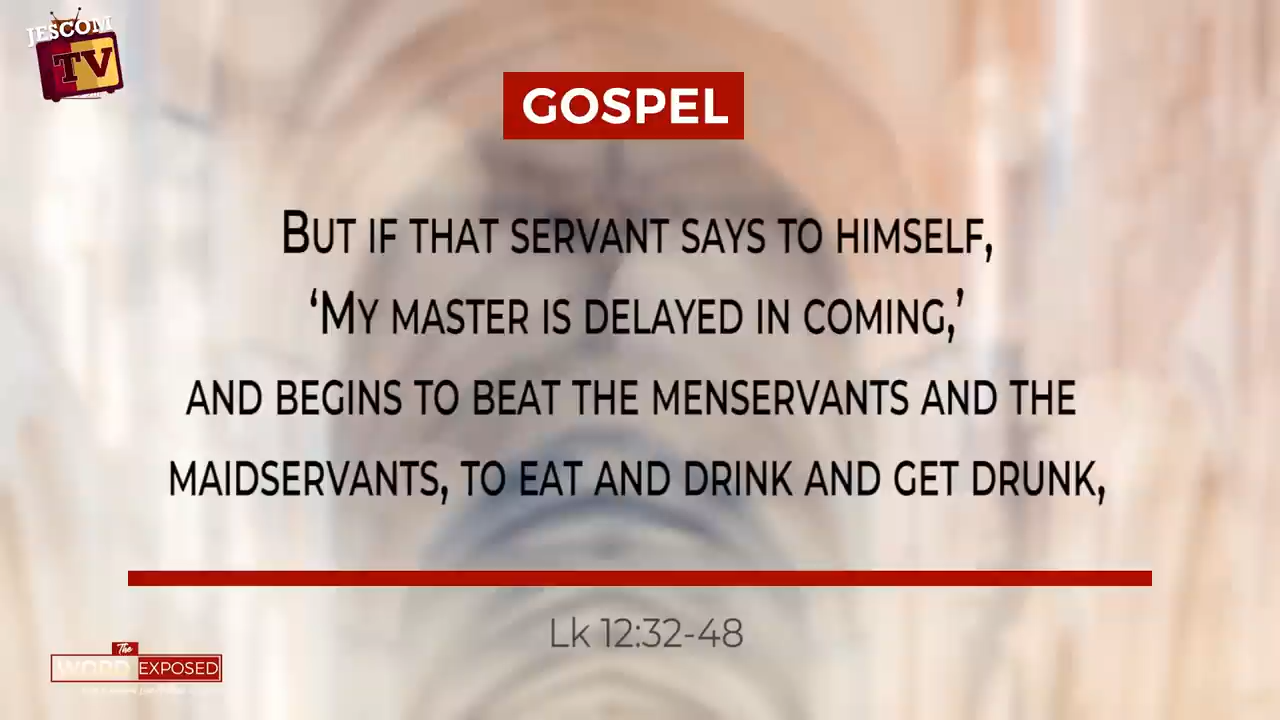 JESCOM
TV
GOSPEL
BUT IF THAT SERVANT SAYS TO HIMSELF,
‘MY MASTER IS DELAYED IN COMING,’
AND BEGINS TO BEAT THE MENSERVANTS AND THE
MAIDSERVANTS, TO EAT AND DRINK AND GET DRUNK,
Lk 12:32-48
The
WORD EXPOSED